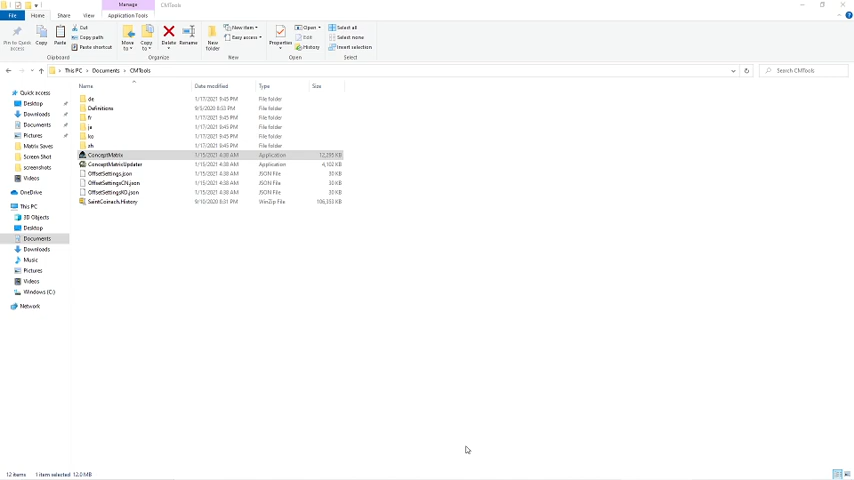 Manage
CMTools
File
Home
Share
View
Application Tools
Pin to Quick access
Copy
Paste
Cut
Copy path
Paste shortcut
Clipboard
Move to
Copy to
Delete
Rename
Organize
New folder
New item
Easy access
New
Properties
Open
Edit
History
Open
Select all
Select none
Invert selection
Select
This PC > Documents > CMTools
Search CMTools
Name
Date modified
Type
Size
de 1/17/2021 9:45 PM File folder
Definitions 9/5/2020 8:53 PM File folder
fr 1/17/2021 9:45 PM File folder
ja 1/17/2021 9:45 PM File folder
ko 1/17/2021 9:45 PM File folder
zh 1/17/2021 9:45 PM File folder
ConceptMatrix 1/15/2021 4:38 AM Application 12,295 KB
ConceptMatrixUpdater 1/15/2021 4:38 AM Application 4,102 KB
OffsetSettings.json 1/15/2021 4:38 AM JSON File 30 KB
OffsetSettingsCN.json 1/15/2021 4:38 AM JSON File 30 KB
OffsetSettingsKO.json 1/15/2021 4:38 AM JSON File 30 KB
SaintCoinach.History 9/10/2020 8:31 PM WinZip File 106,353 KB
Quick access
Desktop
Downloads
Documents
Pictures
Matrix Saves
Screen Shot
screenshots
Videos
OneDrive
This PC
3D Objects
Desktop
Documents
Downloads
Music
Pictures
Videos
Windows (C:)
Network
12 items
1 item selected 12.0 MB